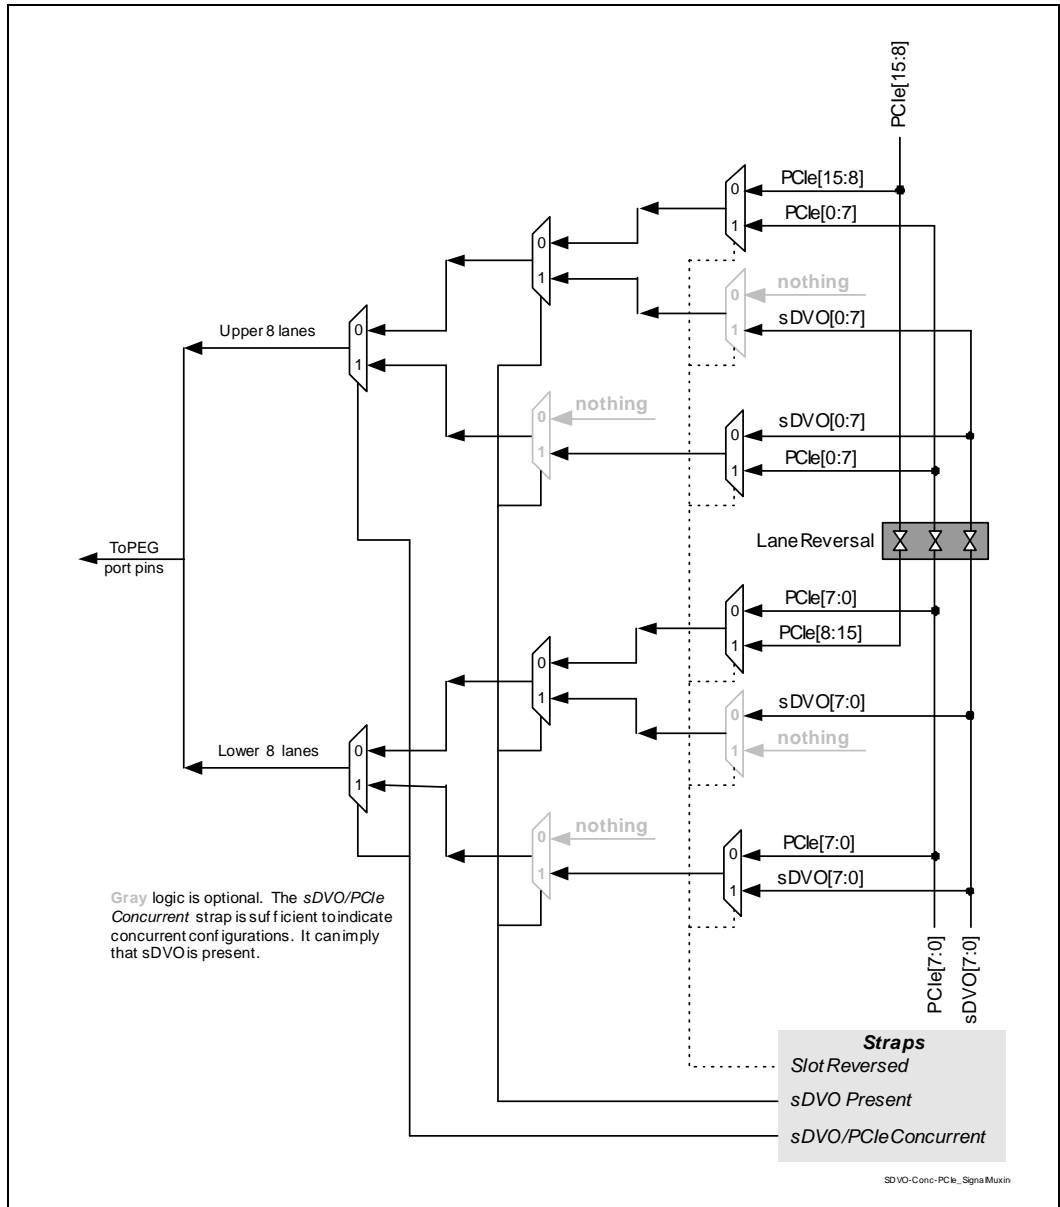 PCIe[15:8]
0
PCIe[15:8]
1
PCIe[0:7]
0
1
0
nothing
1
sDVO[0:7]
Upper 8 lanes
0
1
0
nothing
1
0
sDVO[0:7]
1
PCIe[0:7]
Lane Reversal
To PEG
port pins
0
PCIe[7:0]
1
PCIe[8:15]
0
1
0
sDVO[7:0]
1
nothing
Lower 8 lanes
0
1
0
nothing
1
0
PCIe[7:0]
1
sDVO[7:0]
Gray logic is optional. The sDVO/PCIe
Concurrent strap is sufficient to indicate
concurrent configurations. It can imply
that sDVO is present.
PCIe[7:0]
sDVO[7:0]
Straps
Slot Reversed
sDVO Present
sDVO/PCIe Concurrent
SDVO-Conc-PCIe_SignalMuxin